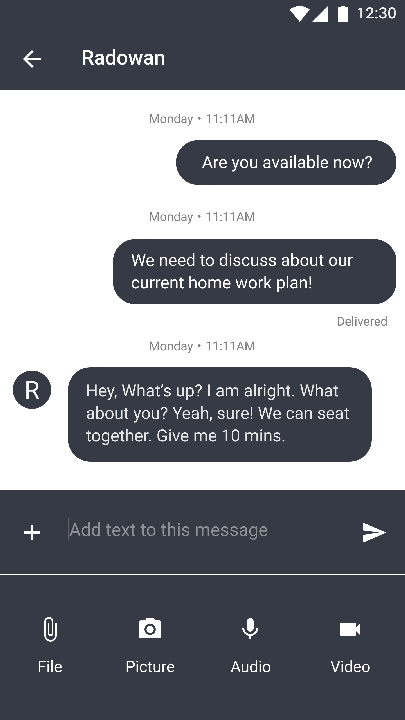 12:30
Radowan
Monday • 11:11AM
Are you available now?
Monday • 11:11AM
We need to discuss about our
current home work plan!
Delivered
Monday • 11:11AM
R
Hey, What's up? I am alright. What
about you? Yeah, sure! We can seat
together. Give me 10 mins.
Add text to this message
File
Picture
Audio
Video